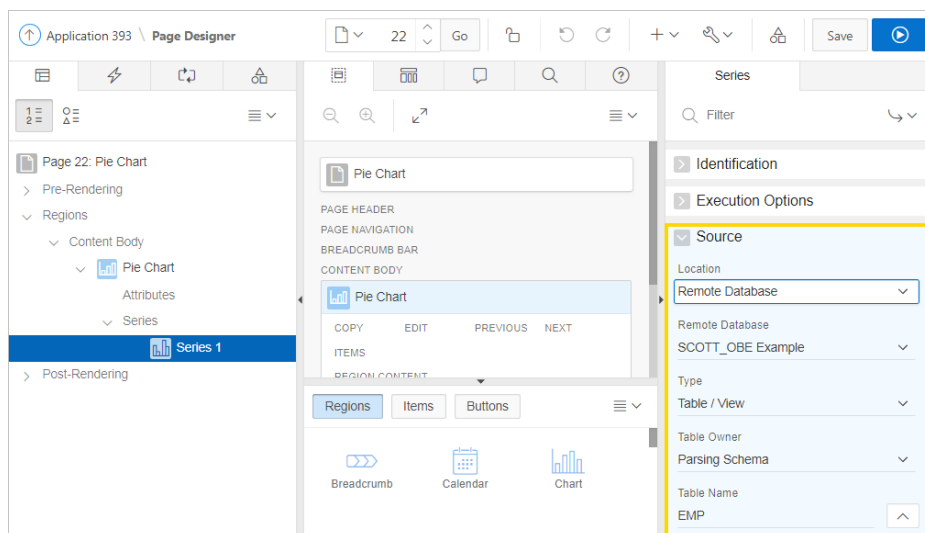 Application 393 \ Page Designer
22
Go
Save
Series
Filter
Page 22: Pie Chart
Pre-Rendering
Regions
Content Body
Pie Chart
Attributes
Series
Series 1
Post-Rendering
Pie Chart
PAGE HEADER
PAGE NAVIGATION
BREADCRUMB BAR
CONTENT BODY
Pie Chart
COPY EDIT PREVIOUS NEXT
ITEMS
REGION CONTENT
Regions Items Buttons
Breadcrumb Calendar Chart
Identification
Execution Options
Source
Location
Remote Database
Remote Database
SCOTT_OBE Example
Type
Table / View
Table Owner
Parsing Schema
Table Name
EMP